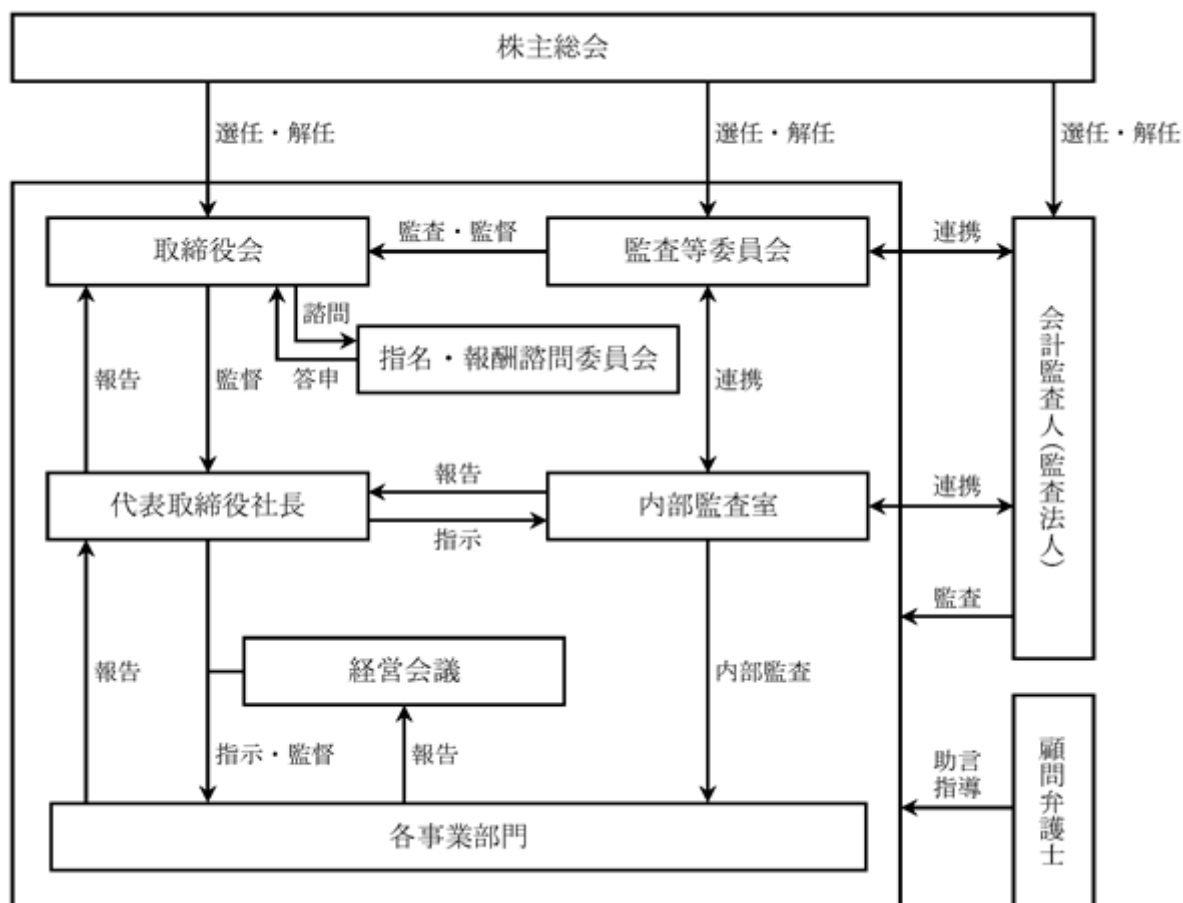 株主総会
選任・解任
選任・解任
選任・解任
取締役会
監査・監督
監査等委員会
連携
諮問
指名・報酬諮問委員会
答申
報告
監督
連携
会計監査人(監査法人)
代表取締役社長
報告
指示
内部監査室
連携
監査
報告
経営会議
内部監査
指示・監督
報告
助言
指導
顧問弁護士
各事業部門